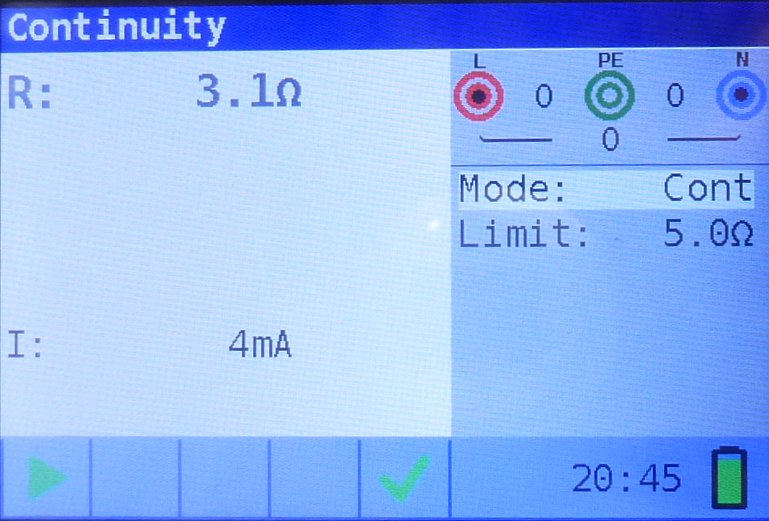 Continuity
R: 3.1Ω
L PE N
0 0
0
Mode: Cont
Limit: 5.0Ω
I: 4mA
20:45